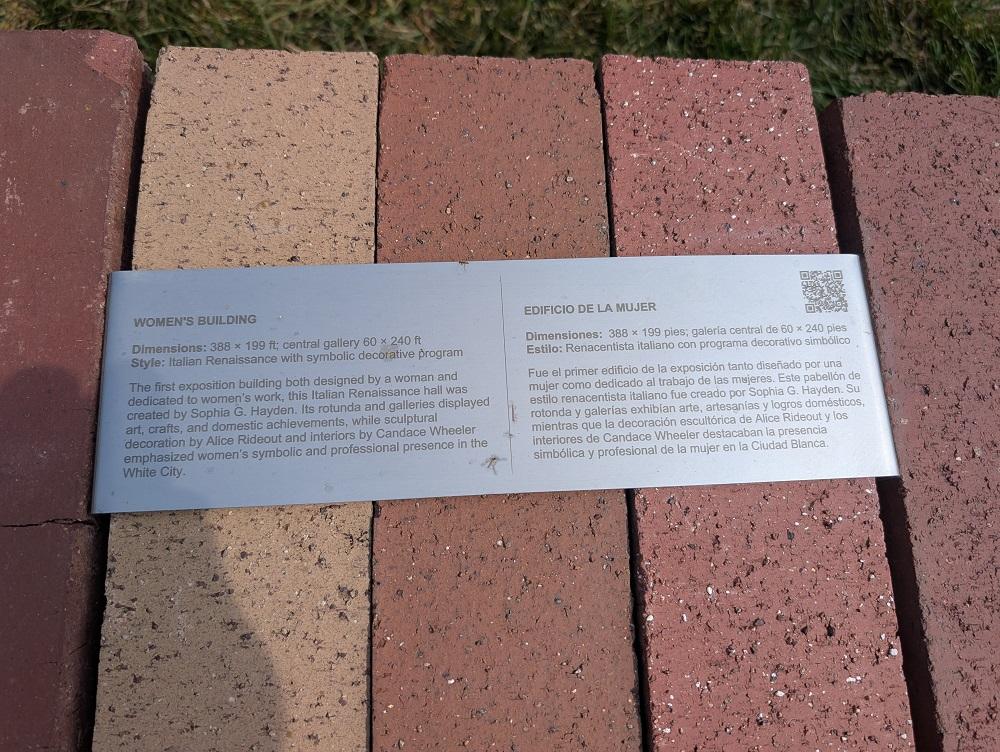 WOMEN'S BUILDING
Dimensions: 388 × 199 ft; central gallery 60 × 240 ft
Style: Italian Renaissance with symbolic decorative program
The first exposition building both designed by a woman and
dedicated to women's work, this Italian Renaissance hall was
created by Sophia G. Hayden. Its rotunda and galleries displayed
art, crafts, and domestic achievements, while sculptural
decoration by Alice Rideout and interiors by Candace Wheeler
emphasized women's symbolic and professional presence in the
White City.
EDIFICIO DE LA MUJER
Dimensiones: 388 × 199 pies; galería central de 60 × 240 pies
Estilo: Renacentista italiano con programa decorativo simbólico
Fue el primer edificio de la exposición tanto diseñado por una
mujer como dedicado al trabajo de las mujeres. Este pabellón de
estilo renacentista italiano fue creado por Sophia G. Hayden. Su
rotonda y galerías exhibían arte, artesanías y logros domésticos,
mientras que la decoración escultórica de Alice Rideout y los
interiores de Candace Wheeler destacaban la presencia
simbólica y profesional de la mujer en la Ciudad Blanca.